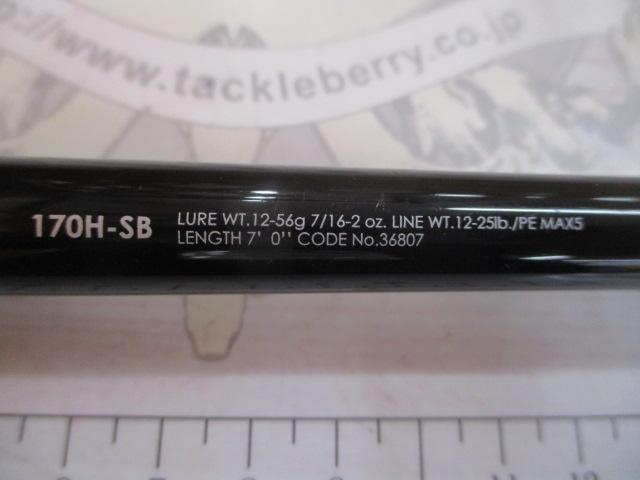 http://www.tackleberry.co.jp
170H-SB
LURE WT.12-56g 7/16-2 oz. LINE WT.12-25lb./PE MAX5
LENGTH 7' 0'' CODE No.36807